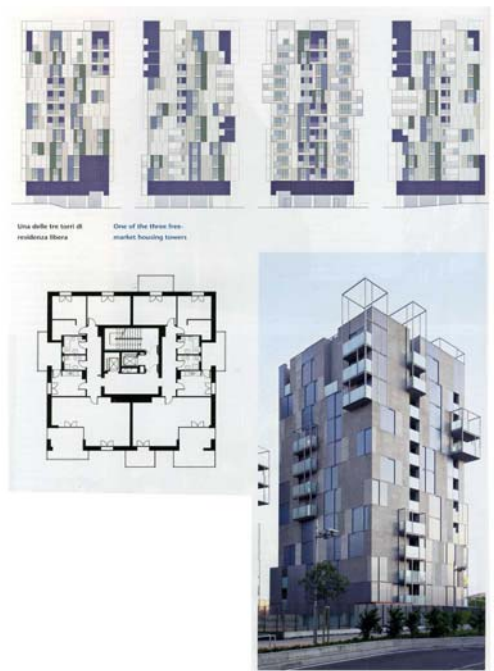 Una delle tre torri di
residenza libera
One of the three free-
market housing towers